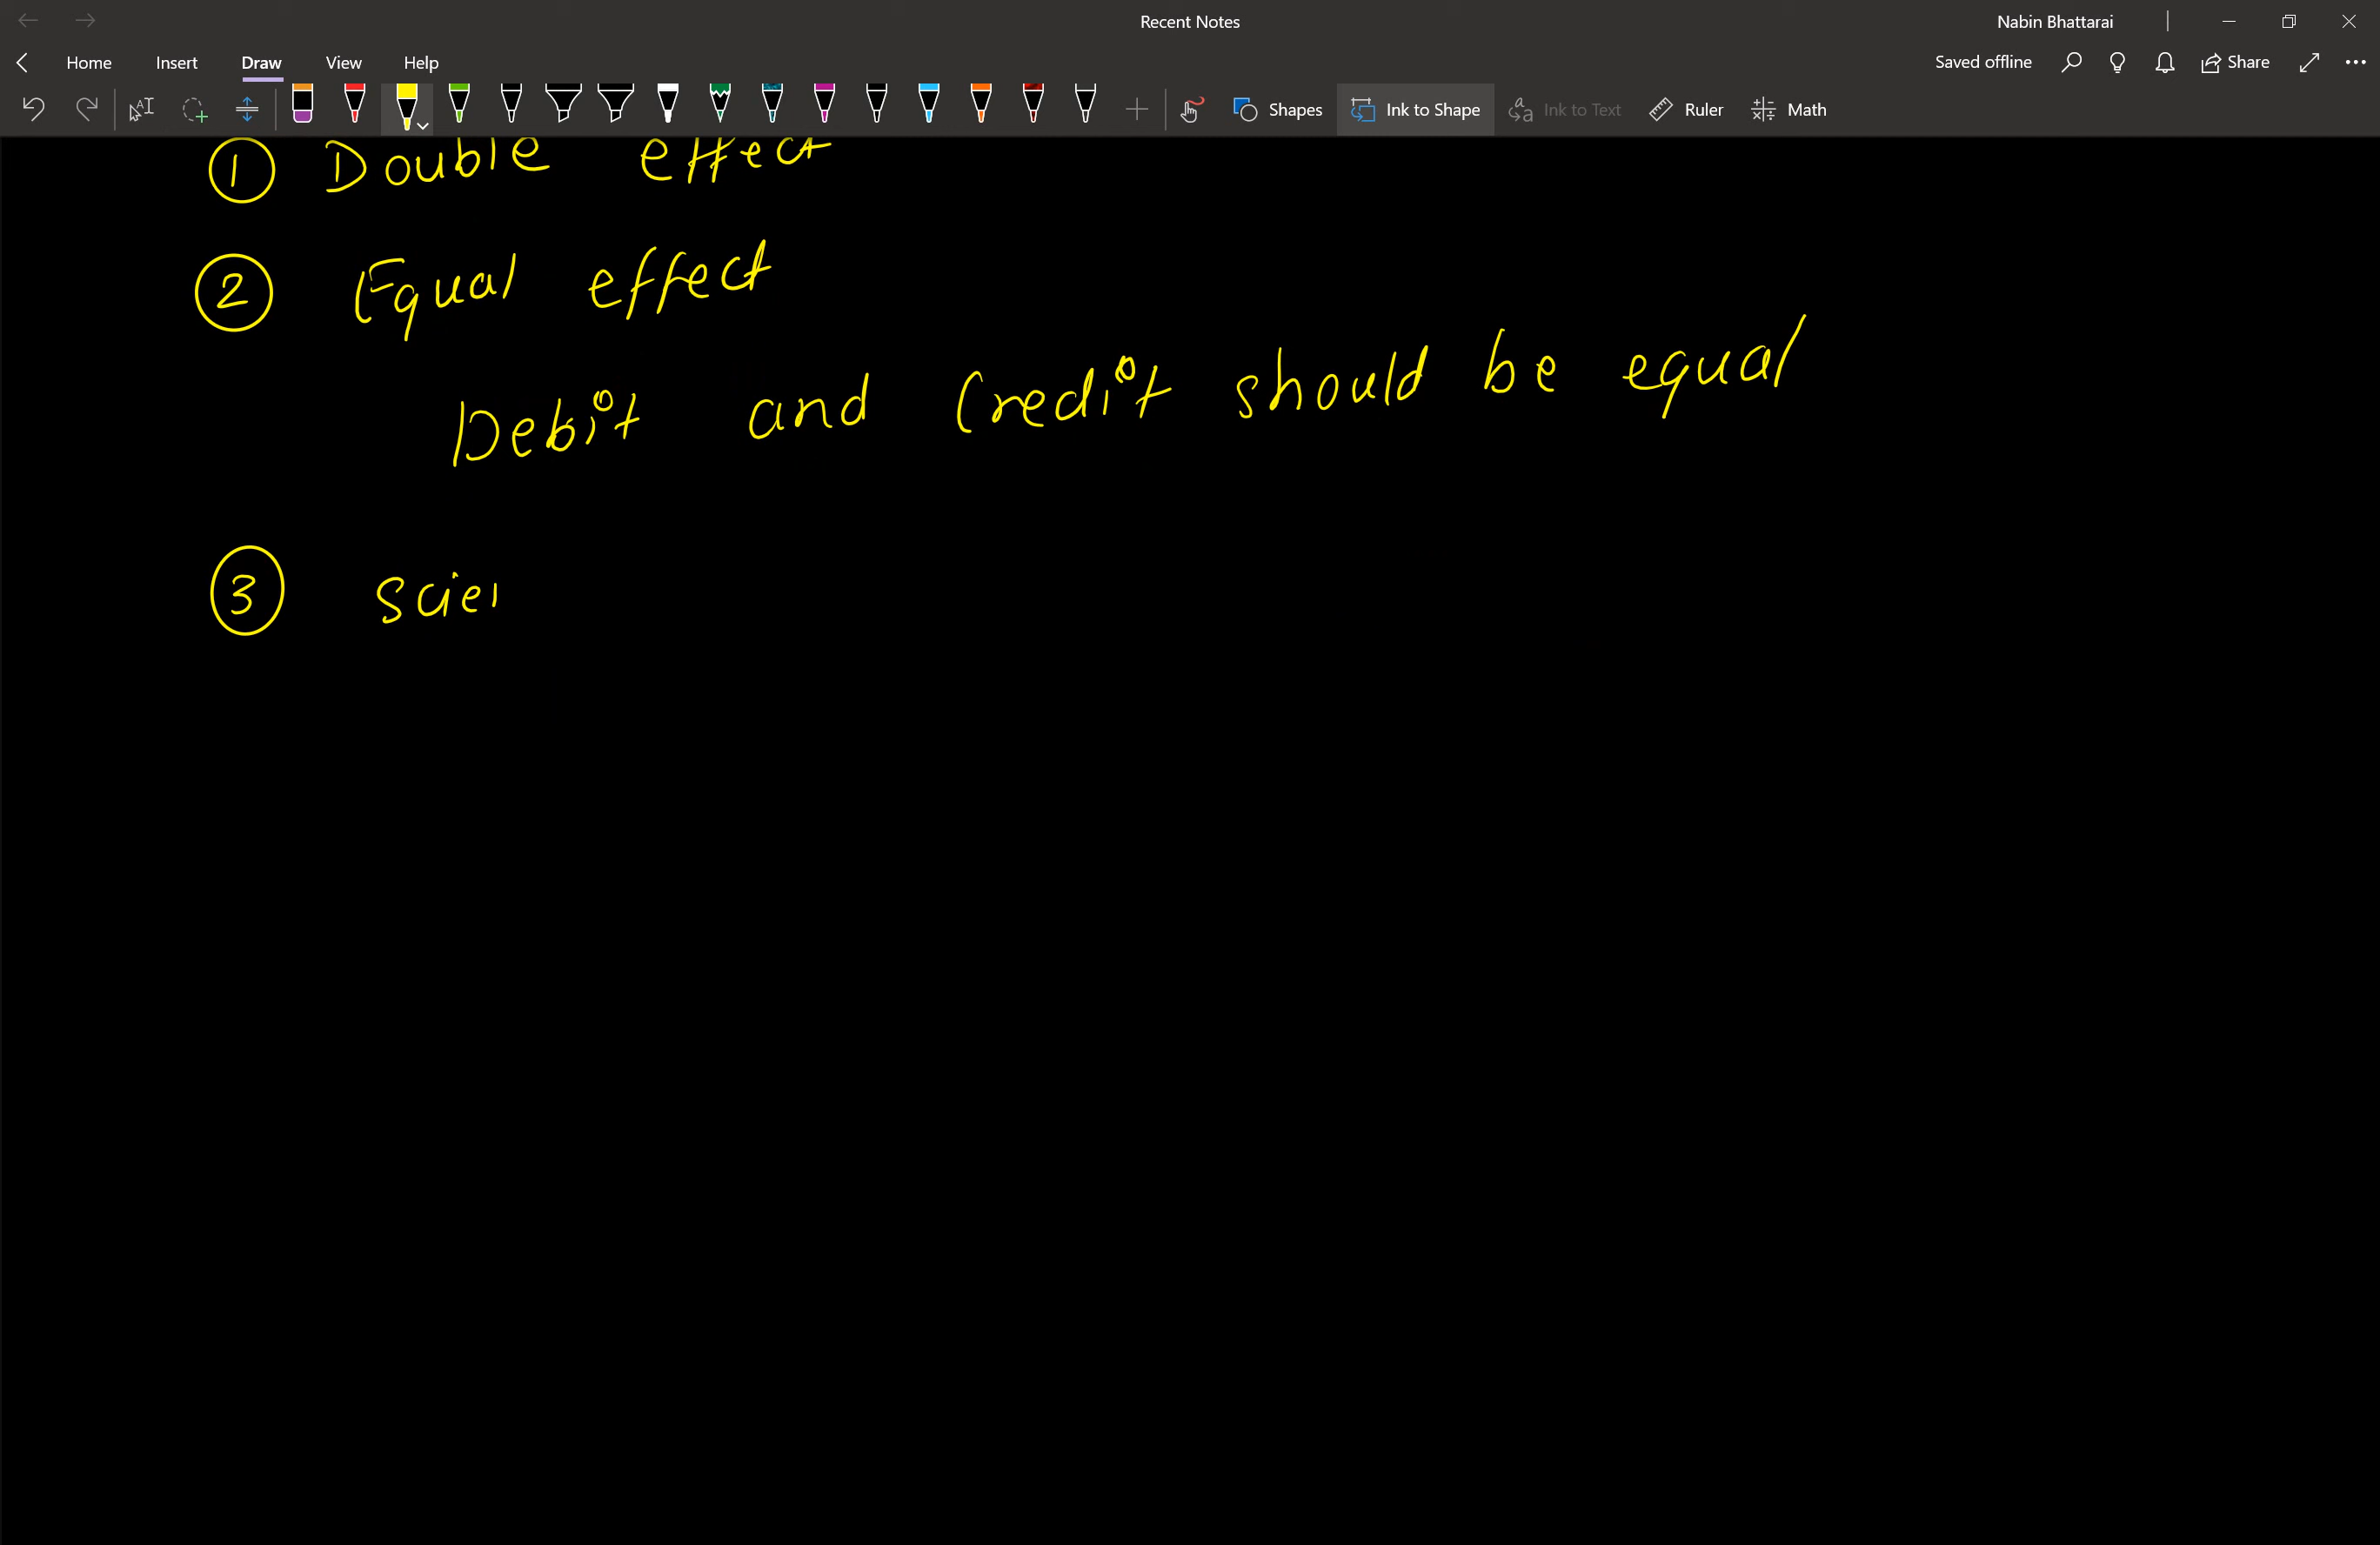 Recent Notes
Nabin Bhattarai
Home Insert Draw View Help
Saved offline
Share
Shapes
Ink to Shape
Ink to Text
Ruler
Math
1 Double effect
2 Equal effect
Debit and Credit should be equal
3 scie